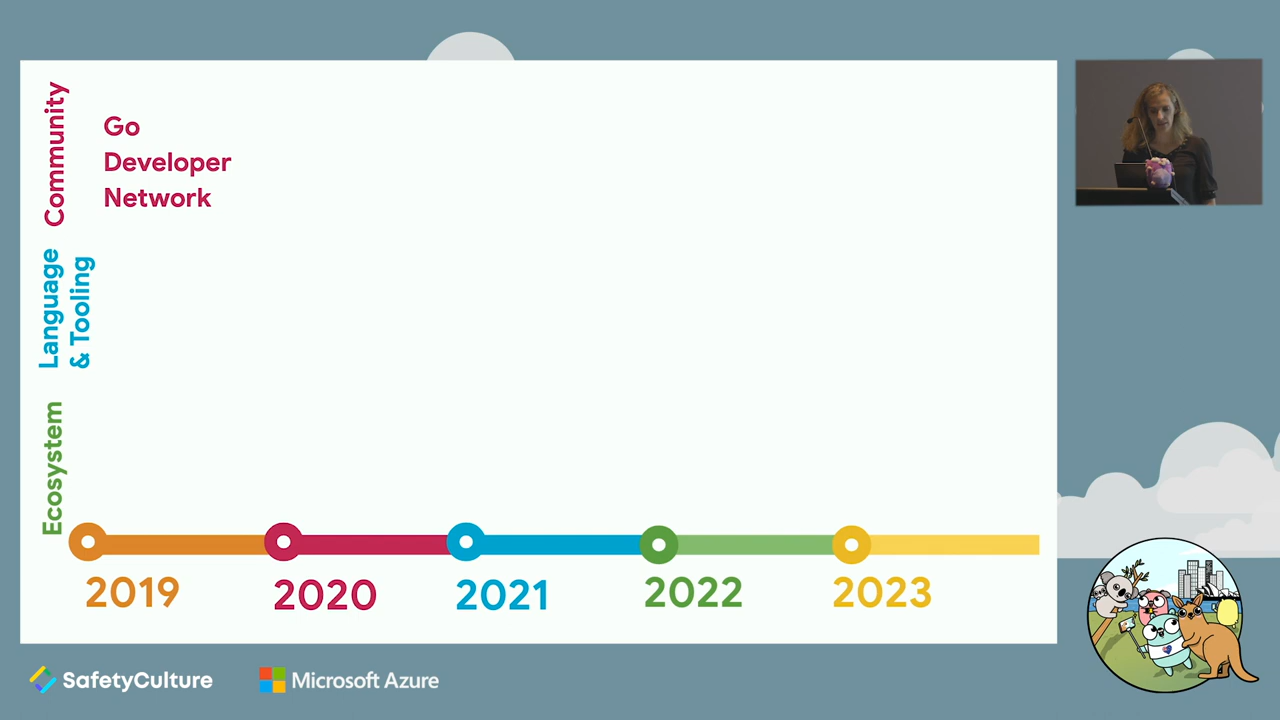 Community
Go
Developer
Network
Language
& Tooling
Ecosystem
2019
2020
2021
2022
2023
SafetyCulture
Microsoft Azure